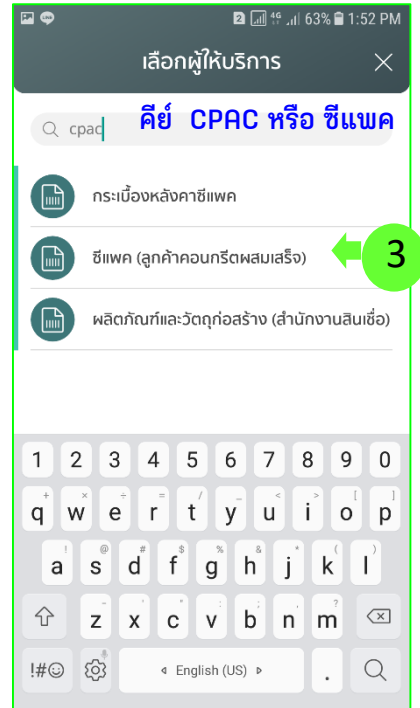 2 4G 63% 1:52 PM
เลือกผู้ให้บริการ
cpac คีย์ CPAC หรือ ซีแพค
กระเบื้องหลังคาซีแพค
ซีแพค (ลูกค้าคอนกรีตผสมเสร็จ) 3
ผลิตภัณฑ์และวัตถุก่อสร้าง (สำนักงานสินเชื่อ)
1 2 3 4 5 6 7 8 9 0
+ × ÷ = / _ < > [ ]
q w e r t y u i o p
! @ # $ % & * ( )
a s d f g h j k l
- ' " : ; , ?
z x c v b n m
!#☺ English (US) .